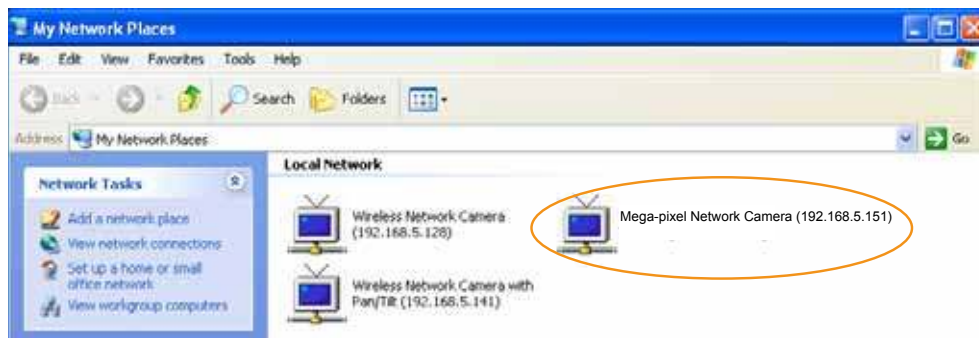 My Network Places
File Edit View Favorites Tools Help
Back Search Folders
Address My Network Places Go
Local Network
Network Tasks
Add a network place
View network connections
Set up a home or small
office network
View workgroup computers
Wireless Network Camera
(192.168.5.128)
Mega-pixel Network Camera (192.168.5.151)
Wireless Network Camera with
Pan/Tilt (192.168.5.141)